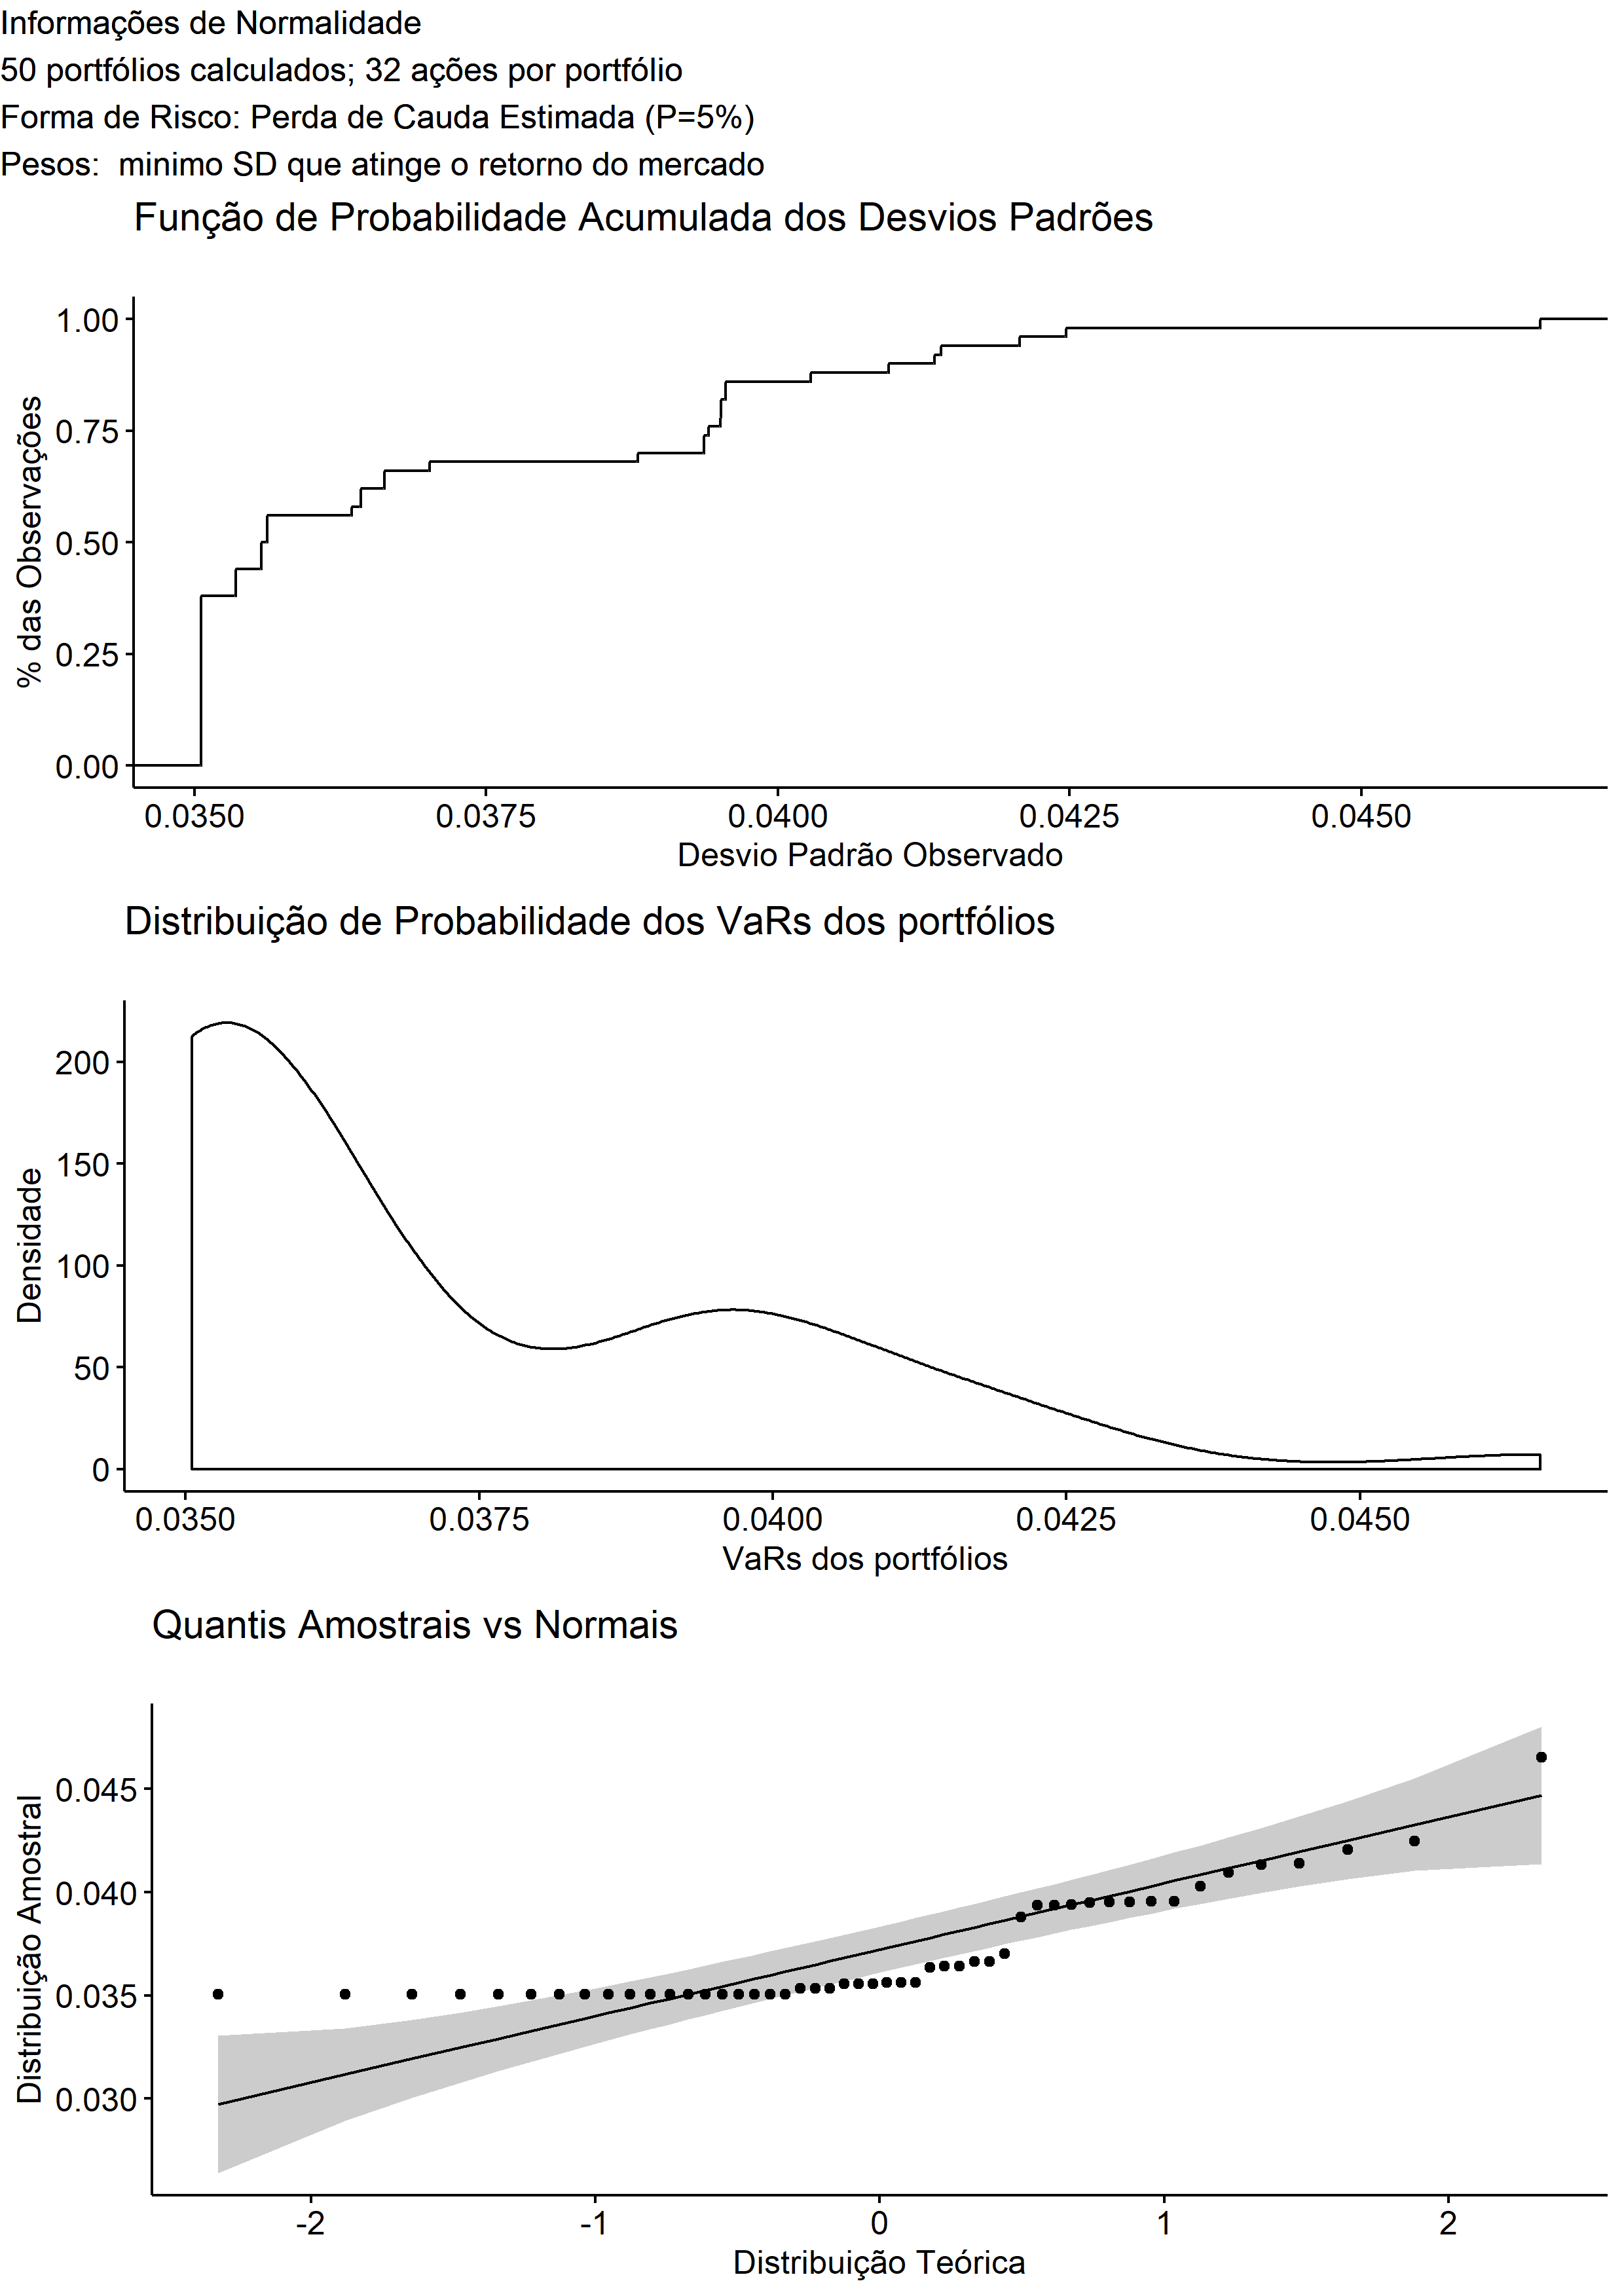 Informações de Normalidade
50 portfólios calculados; 32 ações por portfólio
Forma de Risco: Perda de Cauda Estimada (P=5%)
Pesos:  minimo SD que atinge o retorno do mercado
Função de Probabilidade Acumulada dos Desvios Padrões
% das Observações
1.00
0.75
0.50
0.25
0.00
0.0350 0.0375 0.0400 0.0425 0.0450
Desvio Padrão Observado
Distribuição de Probabilidade dos VaRs dos portfólios
Densidade
200
150
100
50
0
0.0350 0.0375 0.0400 0.0425 0.0450
VaRs dos portfólios
Quantis Amostrais vs Normais
Distribuição Amostral
0.045
0.040
0.035
0.030
-2 -1 0 1 2
Distribuição Teórica